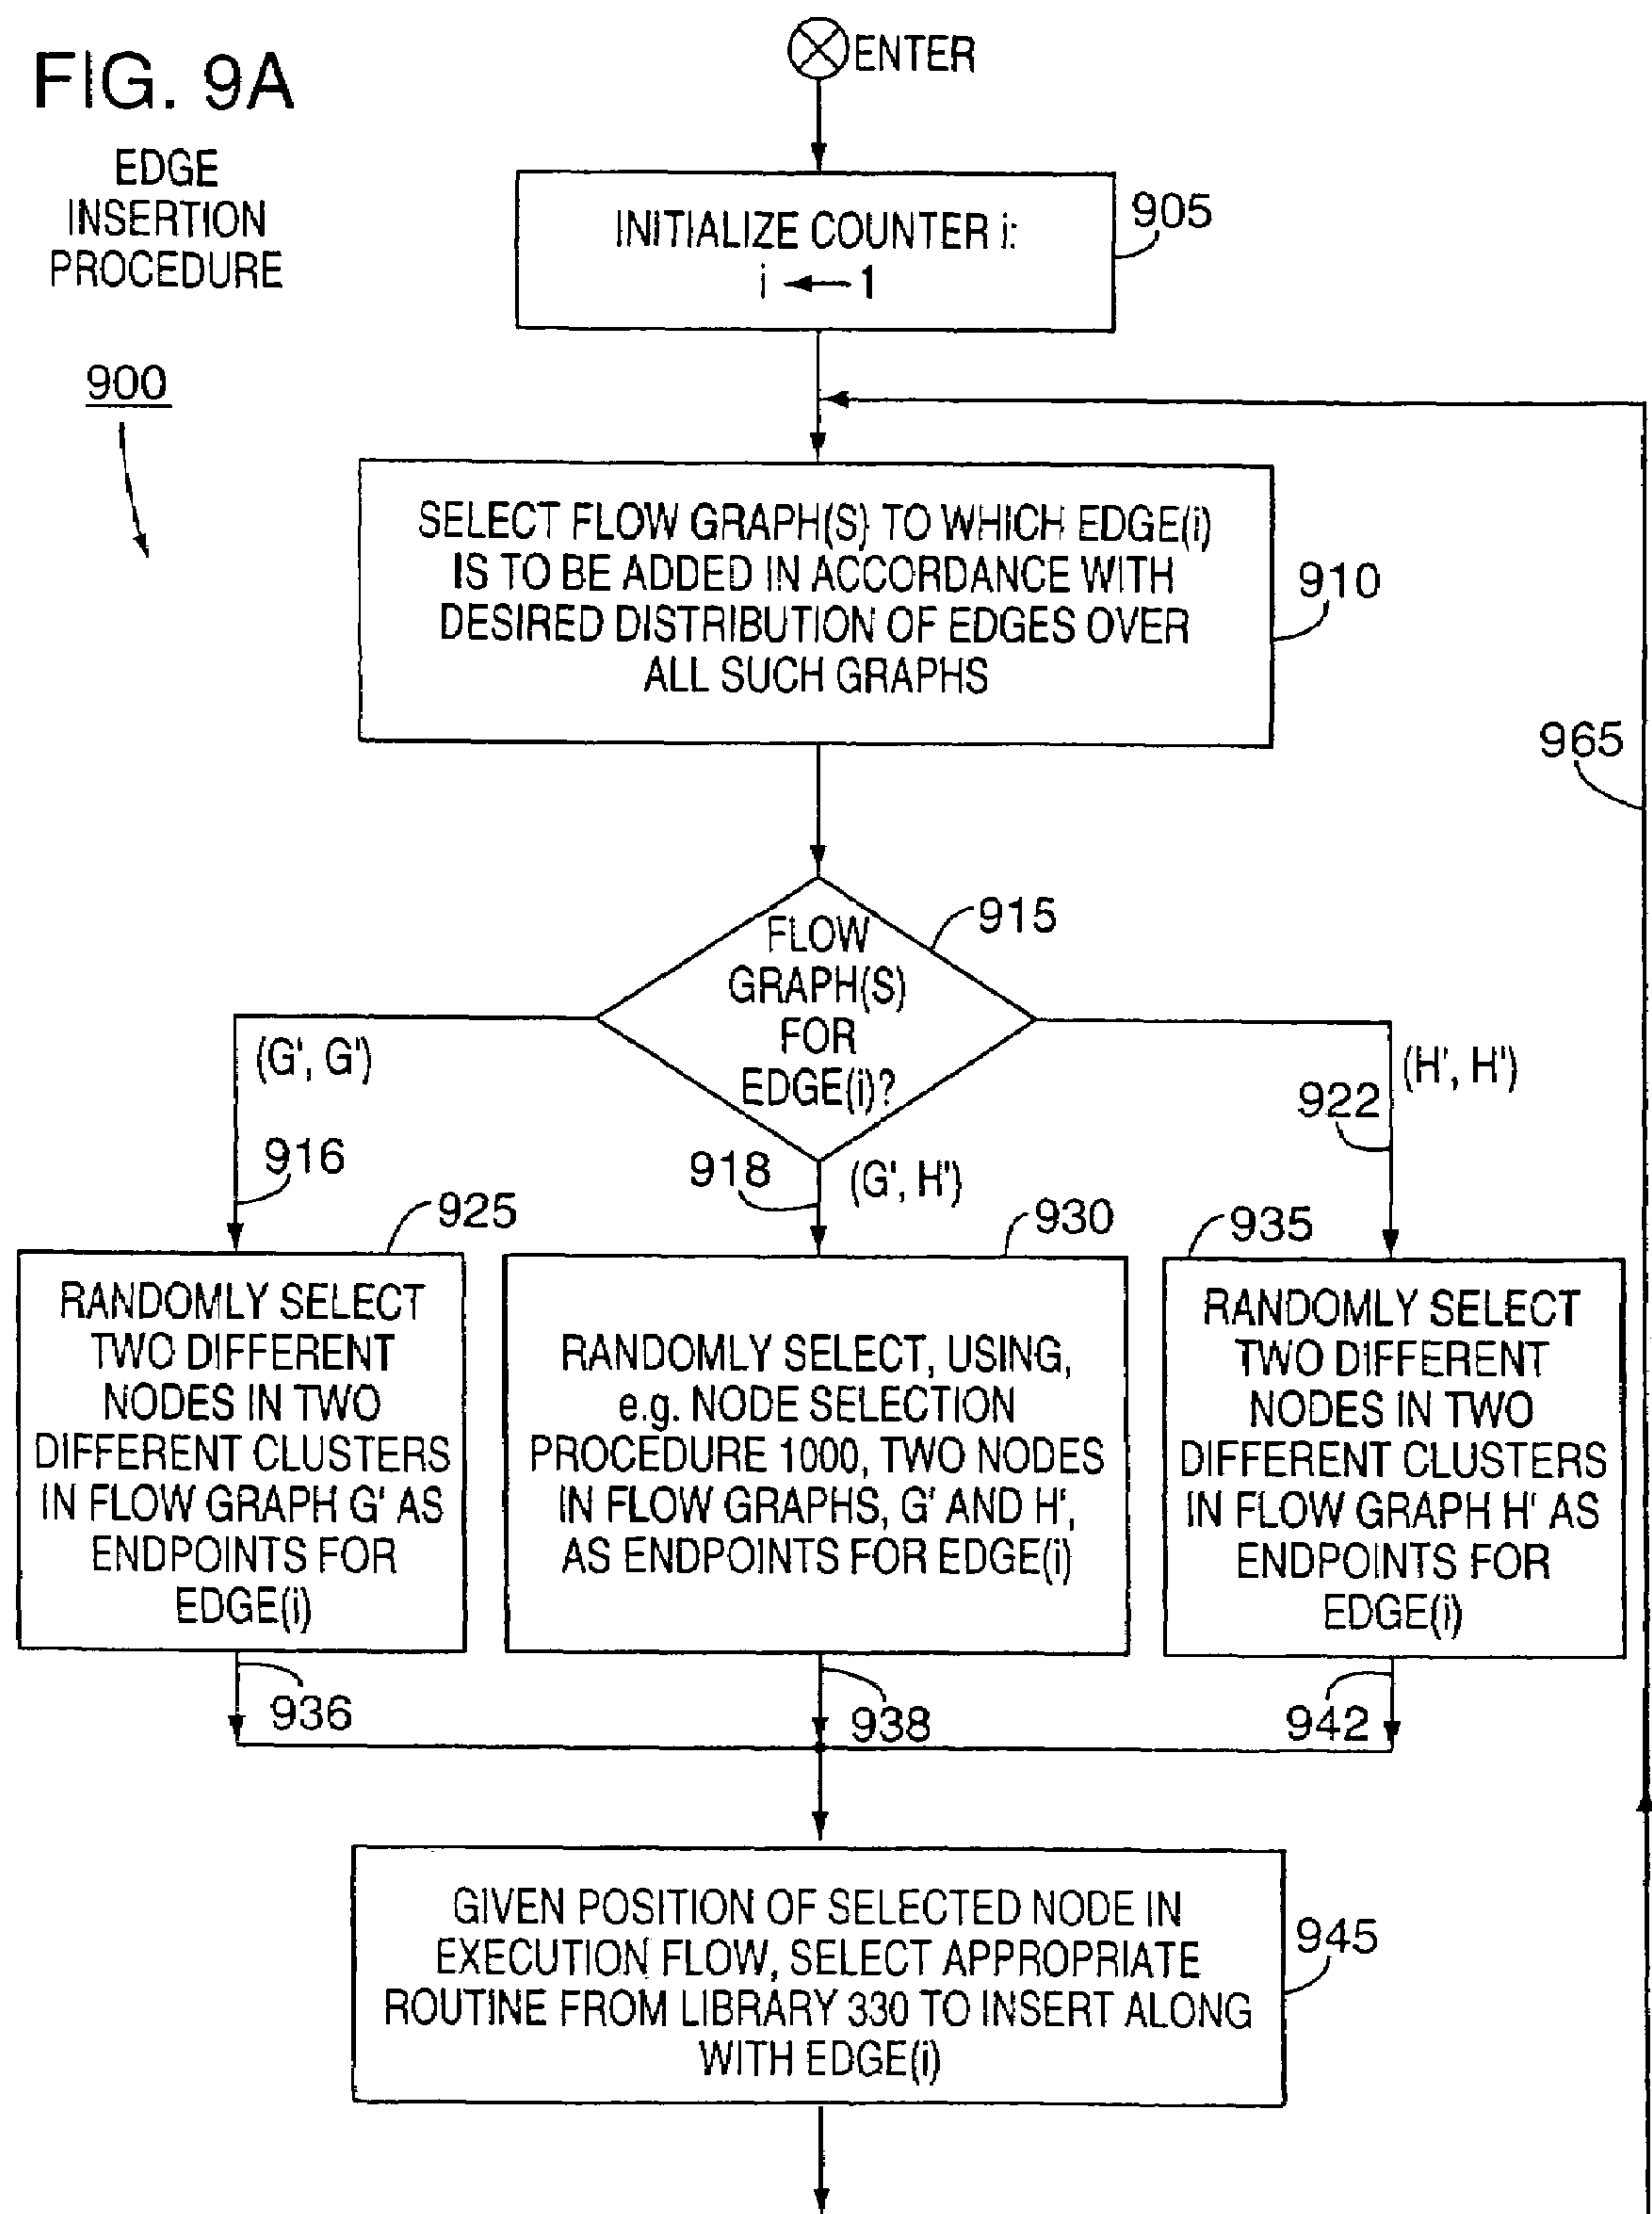 FIG. 9A
EDGE
INSERTION
PROCEDURE
900
ENTER
INITIALIZE COUNTER i:
i ← 1
905
SELECT FLOW GRAPH(S) TO WHICH EDGE(i)
IS TO BE ADDED IN ACCORDANCE WITH
DESIRED DISTRIBUTION OF EDGES OVER
ALL SUCH GRAPHS
910
965
FLOW
GRAPH(S)
FOR
EDGE(i)?
915
(G', G')
916
918
(G', H')
(H', H')
922
925
RANDOMLY SELECT
TWO DIFFERENT
NODES IN TWO
DIFFERENT CLUSTERS
IN FLOW GRAPH G' AS
ENDPOINTS FOR
EDGE(i)
930
RANDOMLY SELECT, USING,
e.g. NODE SELECTION
PROCEDURE 1000, TWO NODES
IN FLOW GRAPHS, G' AND H',
AS ENDPOINTS FOR EDGE(i)
935
RANDOMLY SELECT
TWO DIFFERENT
NODES IN TWO
DIFFERENT CLUSTERS
IN FLOW GRAPH H' AS
ENDPOINTS FOR
EDGE(i)
936
938
942
GIVEN POSITION OF SELECTED NODE IN
EXECUTION FLOW, SELECT APPROPRIATE
ROUTINE FROM LIBRARY 330 TO INSERT ALONG
WITH EDGE(i)
945